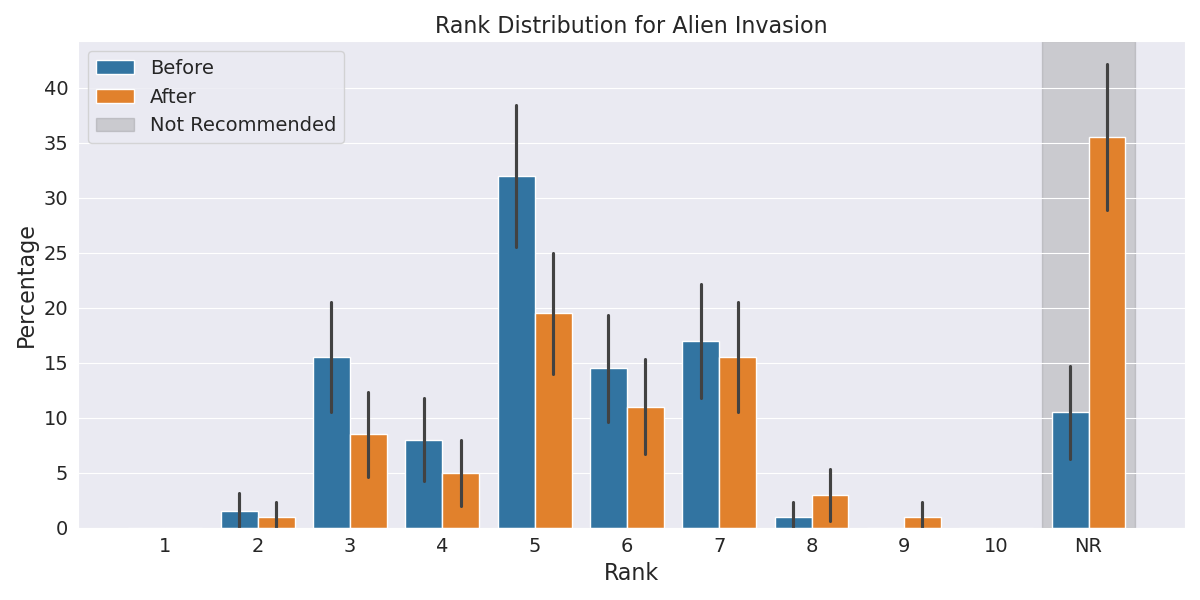 Rank Distribution for Alien Invasion
Before
After
Not Recommended
40
35
30
25
20
15
10
5
0
Percentage
1 2 3 4 5 6 7 8 9 10 NR
Rank